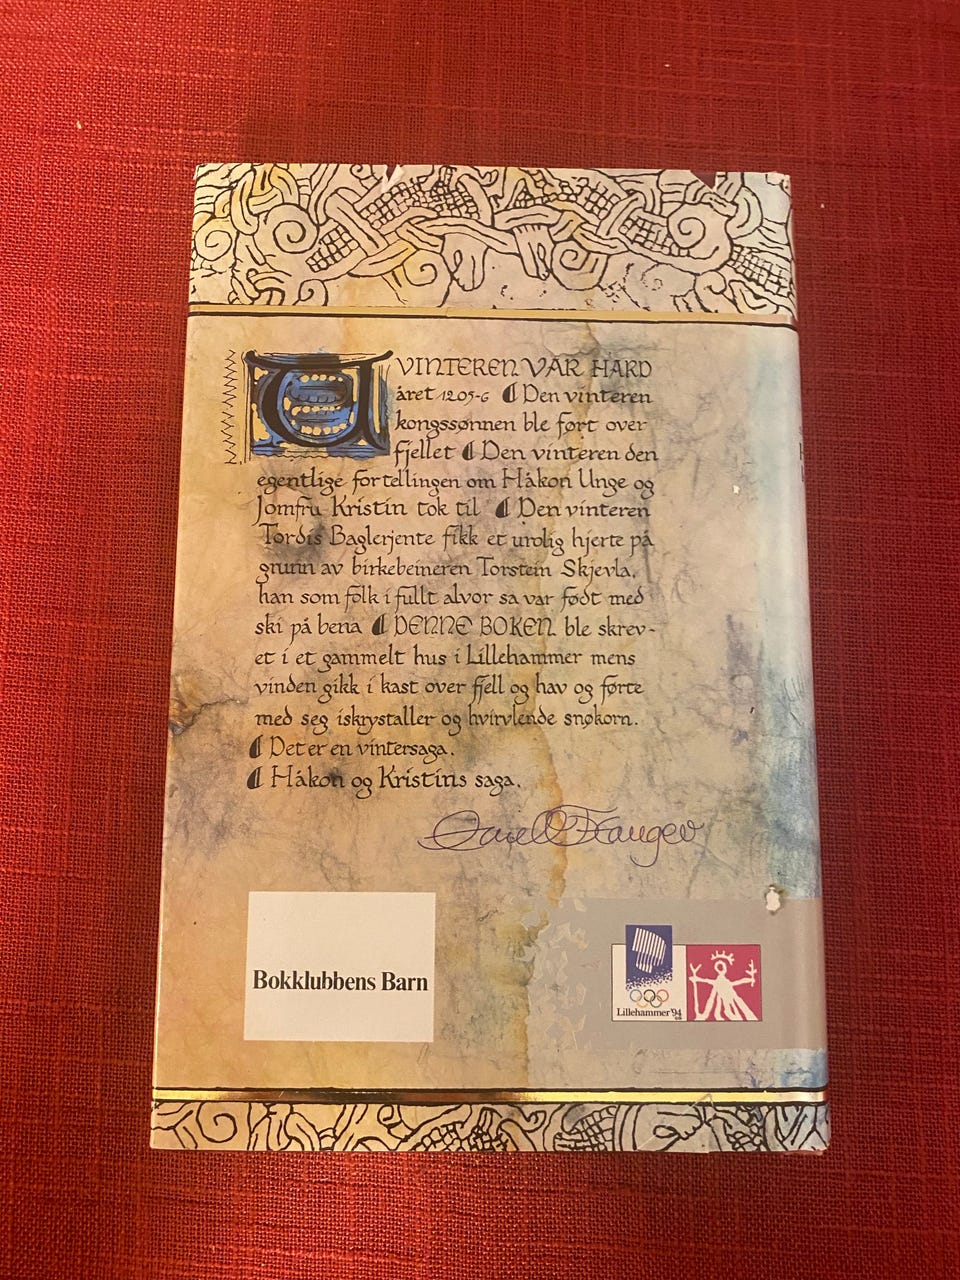 VINTEREN VAR HARD
året 1205-6 Den vinteren
kongssønnen ble ført over
fjellet Den vinteren den
egentlige fortellingen om Håkon Unge og
Jomfru Kristin tok til Den vinteren
Tordis Baglerjente fikk et urolig hjerte på
grunn av birkebeineren Torstein Skjevla,
han som folk i fullt alvor sa var født med
ski på bena DENNE BOKEN ble skrev-
et i et gammelt hus i Lillehammer mens
vinden gikk i kast over fjell og hav og førte
med seg iskrystaller og hvirvlende snøkorn.
Det er en vintersaga.
Håkon og Kristins saga.
Bokklubbens Barn
Lillehammer '94